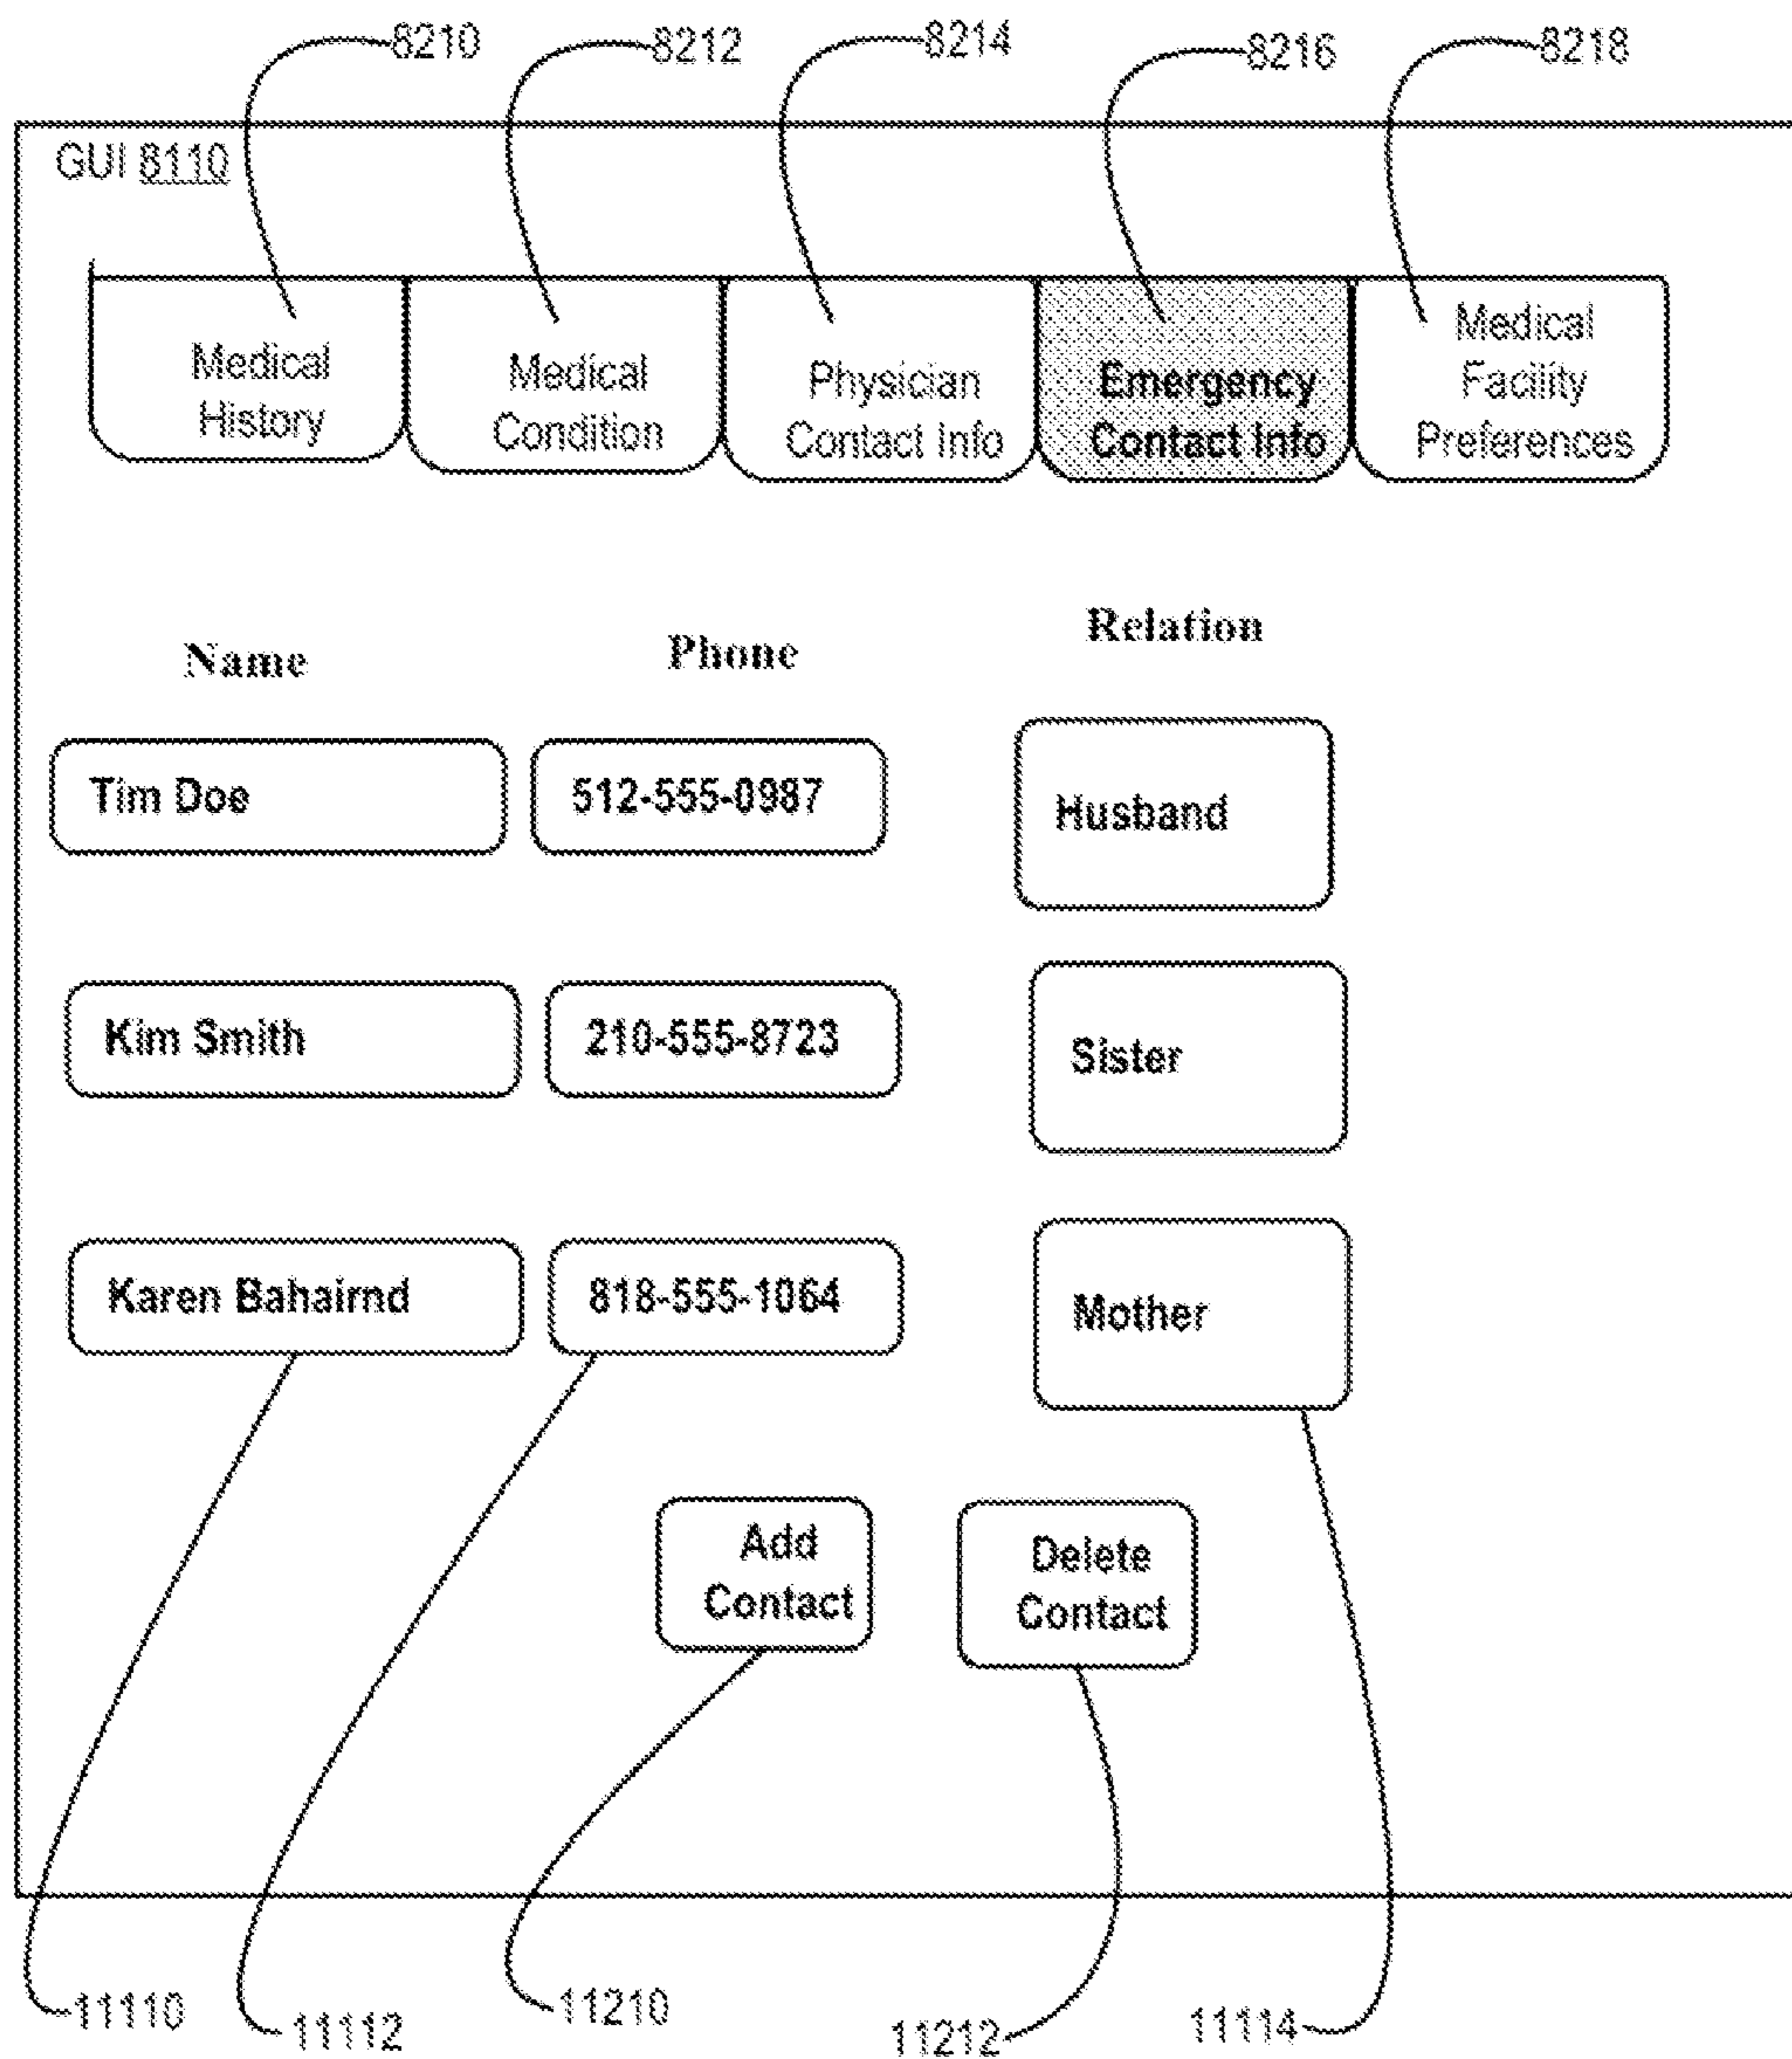 8210 8212 8214 8216 8218
GUI 8110
Medical
History
Medical
Condition
Physician
Contact Info
Emergency
Contact Info
Medical
Facility
Preferences
Name Phone Relation
Tim Doe 512-555-0987 Husband
Kim Smith 210-555-8723 Sister
Karen Bahairnd 818-555-1064 Mother
Add
Contact
Delete
Contact
11110 11112 11210 11212 11114